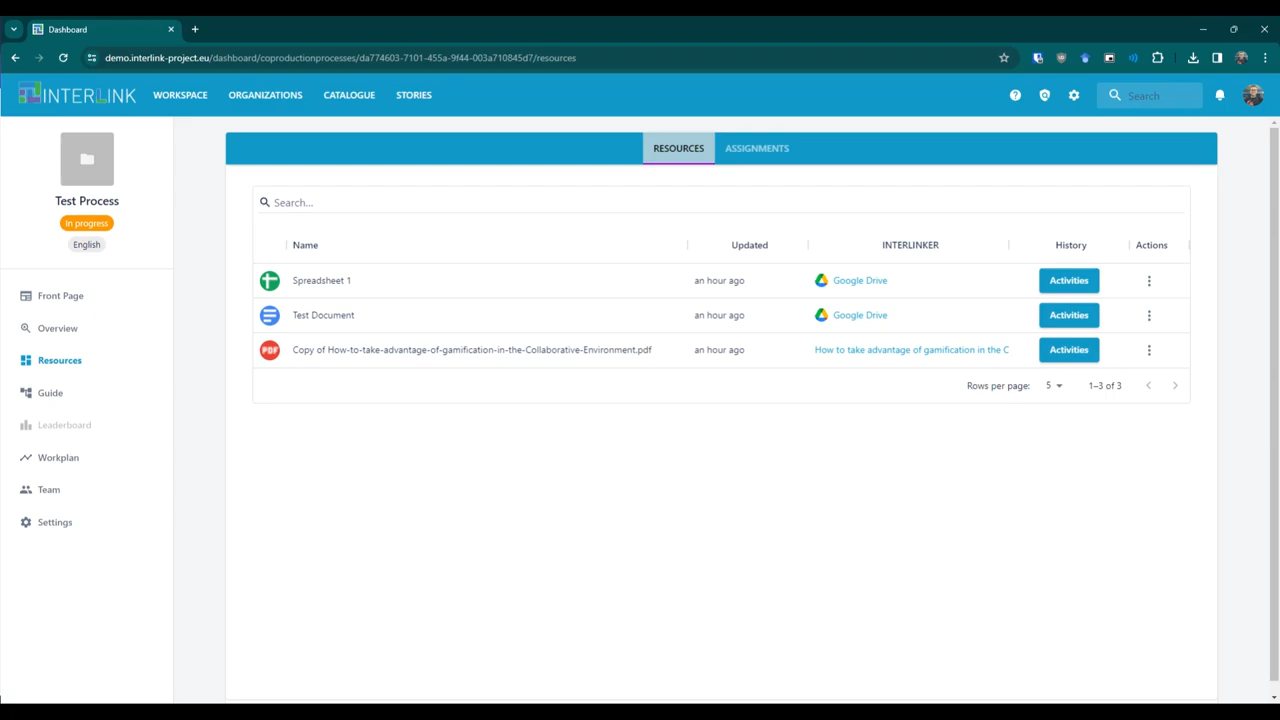 Dashboard
demo.interlink-project.eu/dashboard/coproductionprocesses/da774603-7101-455a-9f44-003a710845d7/resources
INTERLINK WORKSPACE ORGANIZATIONS CATALOGUE STORIES Search
Test Process
In progress
English
Front Page
Overview
Resources
Guide
Leaderboard
Workplan
Team
Settings
RESOURCES ASSIGNMENTS
Search...
Name Updated INTERLINKER History Actions
Spreadsheet 1 an hour ago Google Drive Activities
Test Document an hour ago Google Drive Activities
PDF Copy of How-to-take-advantage-of-gamification-in-the-Collaborative-Environment.pdf an hour ago How to take advantage of gamification in the C Activities
Rows per page: 5 1–3 of 3